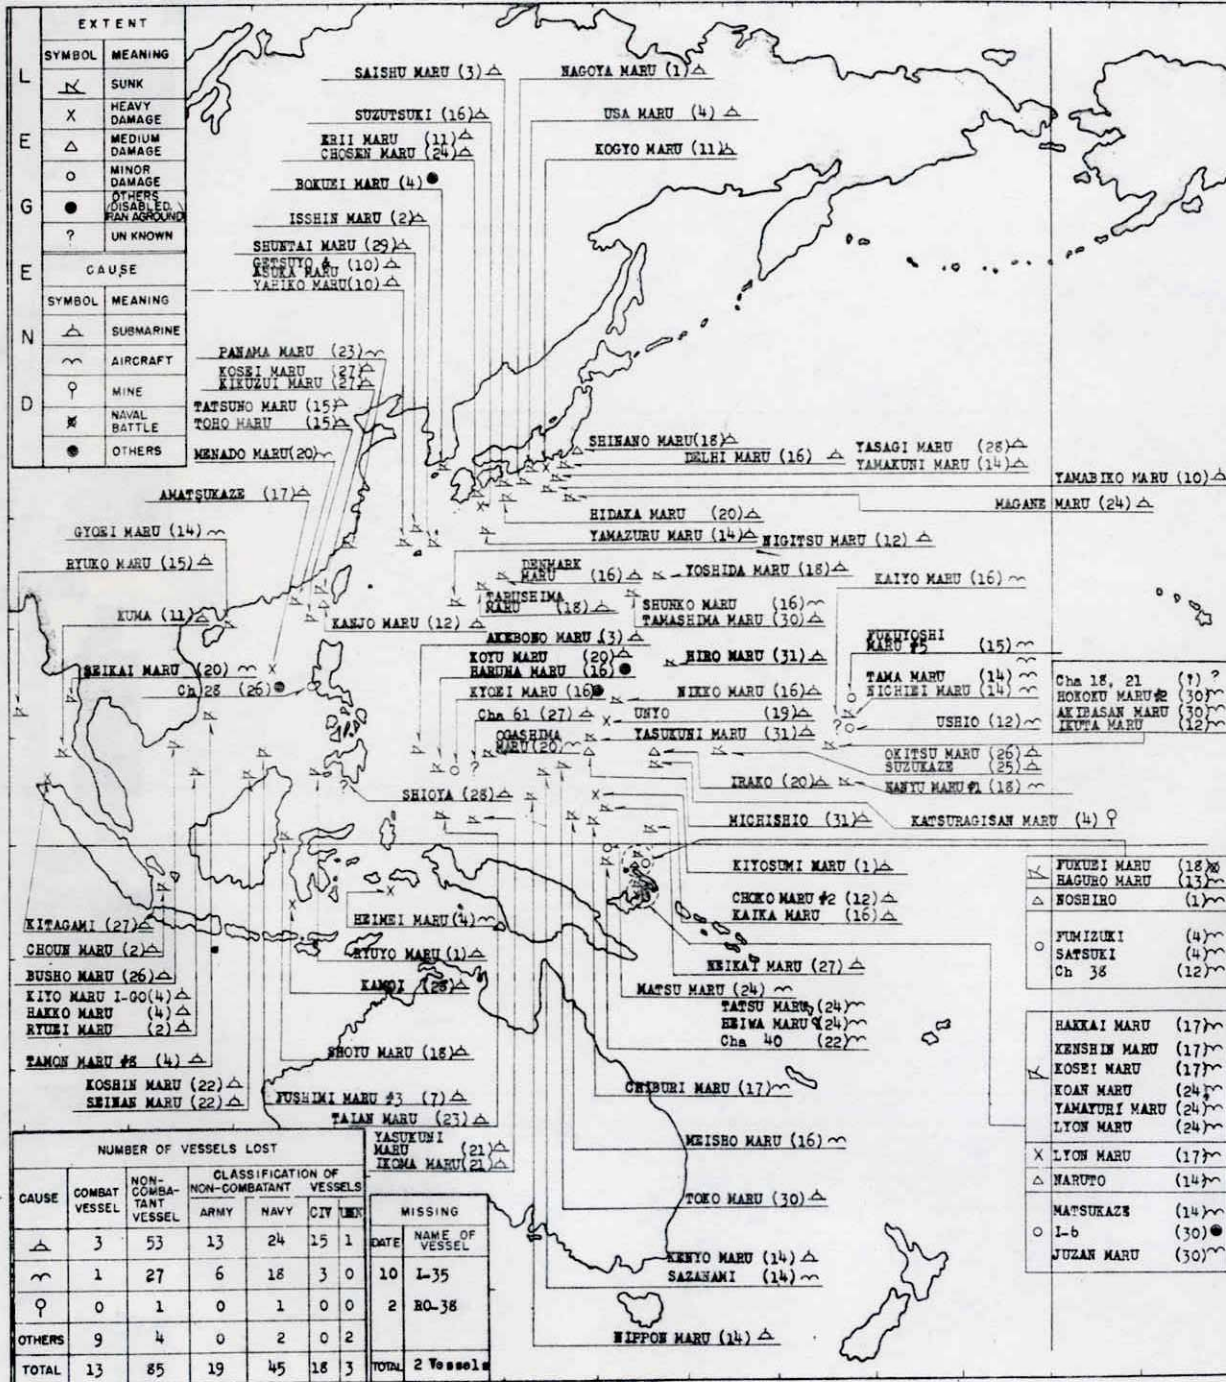 LEGEND
EXTENT
SYMBOL MEANING
SUNK
X HEAVY DAMAGE
MEDIUM DAMAGE
MINOR DAMAGE
OTHERS (DISABLED, RAN AGROUND)
? UN KNOWN
CAUSE
SYMBOL MEANING
SUBMARINE
AIRCRAFT
MINE
NAVAL BATTLE
OTHERS
SAISHU MARU (3)
NAGOYA MARU (1)
SUZUTSUKI (16)
USA MARU (4)
ERII MARU (11)
CHOSEN MARU (24)
KOGYO MARU (11)
BOKUEI MARU (4)
ISSHIN MARU (2)
SHUNTAI MARU (29)
GETSUYO & (10)
ASUKA MARU
YAHIKO MARU(10)
PANAMA MARU (23)
KOSEI MARU (27)
KIKUZUI MARU (27)
TATSUNO MARU (15)
TOHO MARU (15)
MENADO MARU(20)
SHINANO MARU(18)
DELHI MARU (16)
YASAGI MARU (28)
YAMAKUNI MARU (14)
YAMABIKO MARU (10)
AMATSUKAZE (17)
MAGANE MARU (24)
HIDAKA MARU (20)
GYOEI MARU (14)
YAMAZURU MARU (14)
NIGITSU MARU (12)
RYUKO MARU (15)
DENMARK MARU (16)
YOSHIDA MARU (18)
KAIYO MARU (16)
TARUSHIMA MARU (18)
SHUNKO MARU (16)
TAMASHIMA MARU (30)
KUMA (11)
KANJO MARU (12)
AKEBONO MARU (3)
FUKUYOSHI MARU #5 (15)
KOYU MARU (20)
HARUNA MARU (16)
HIRO MARU (31)
SEIKAI MARU (20)
Ch 28 (26)
TAMA MARU (14)
NICHIEI MARU (14)
KYOEI MARU (16)
NIKKO MARU (16)
Cha 18, 21 (?) ?
HOKOKU MARU #2 (30)
AKIBASAN MARU (30)
IKUTA MARU (12)
Cha 61 (27)
UNYO (19)
USHIO (12)
OGASHIMA MARU(20)
YASUKUNI MARU (31)
OKITSU MARU (26)
SUZUKAZE (25)
SHIOYA (28)
IRAKO (20)
KANYU MARU #1 (18)
MICHISHIO (31)
KATSURAGISAN MARU (4)
KIYOSUMI MARU (1)
FUKUEI MARU (18)
HAGURO MARU (13)
NOSHIRO (1)
FUMIZUKI (4)
SATSUKI (4)
Ch 38 (12)
CHOKO MARU #2 (12)
KAIKA MARU (16)
KITAGAMI (27)
HEIMEI MARU (4)
CHOUN MARU (2)
RYUYO MARU (1)
NEIKAI MARU (27)
BUSHO MARU (26)
KAMOI (28)
MATSU MARU (24)
KIYO MARU I-GO(4)
HAKKO MARU (4)
RYUEI MARU (2)
TATSU MARU (24)
HEIWA MARU (24)
Cha 40 (22)
HAKKAI MARU (17)
KENSHIN MARU (17)
KOSEI MARU (17)
KOAN MARU (24)
YAMAYURI MARU (24)
LYON MARU (24)
TAMON MARU #8 (4)
SHOYU MARU (18)
KOSHIN MARU (22)
SEINAN MARU (22)
FUSHIMI MARU #3 (7)
CHIBURI MARU (17)
TAIAN MARU (23)
YASUKUNI MARU (21)
IKOMA MARU(21)
MEISHO MARU (16)
X LYON MARU (17)
NARUTO (14)
TOKO MARU (30)
MATSUKAZE (14)
I-6 (30)
JUZAN MARU (30)
KENYO MARU (14)
SAZANAMI (14)
NIPPON MARU (14)
NUMBER OF VESSELS LOST
CAUSE COMBAT VESSEL NON-COMBATANT VESSEL CLASSIFICATION OF NON-COMBATANT VESSELS
ARMY NAVY CIV UNK
3 53 13 24 15 1
1 27 6 18 3 0
0 1 0 1 0 0
OTHERS 9 4 0 2 0 2
TOTAL 13 85 19 45 18 3
MISSING
DATE NAME OF VESSEL
10 I-35
2 RO-38
TOTAL 2 Vessels